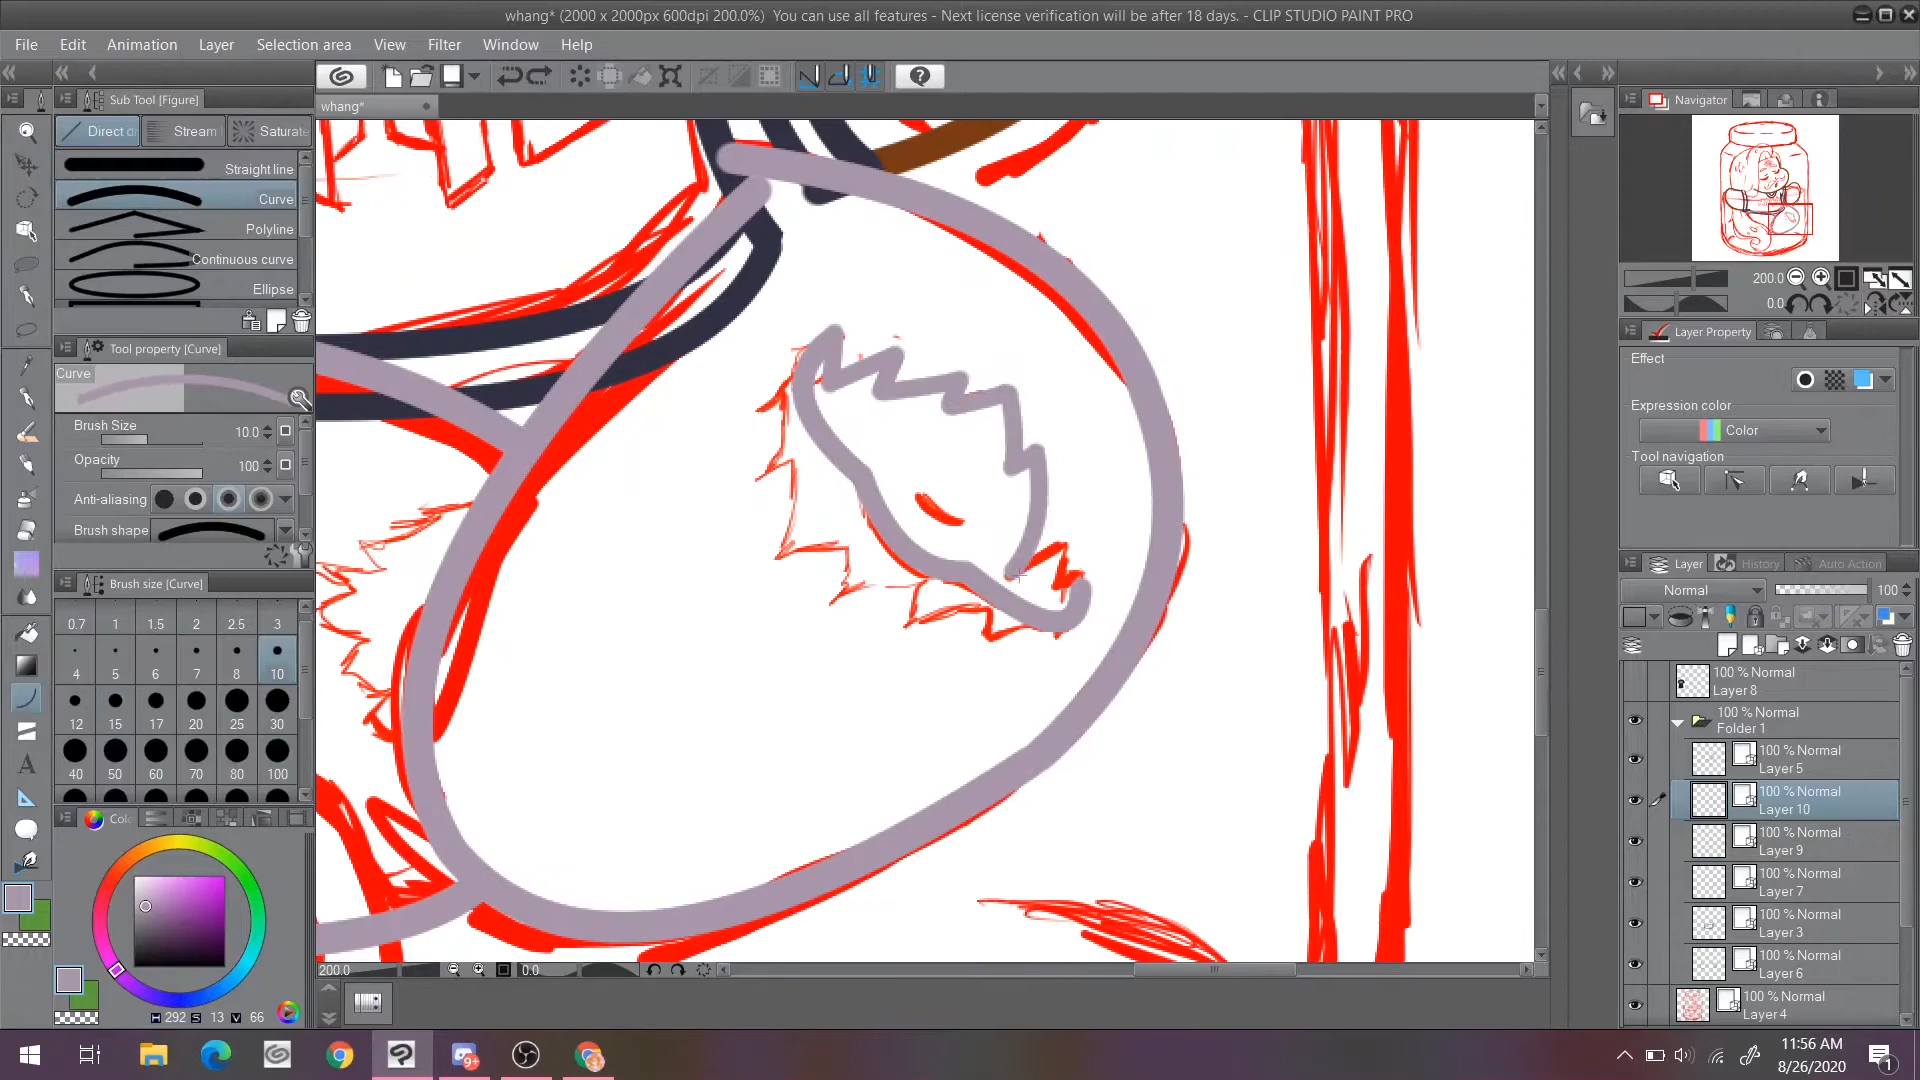 whang* (2000 x 2000px 600dpi 200.0%)  You can use all features - Next license verification will be after 18 days. - CLIP STUDIO PAINT PRO
File Edit Animation Layer Selection area View Filter Window Help
Sub Tool [Figure]
whang*
Navigator
Direct dr Stream Saturate
Straight line
Curve
Polyline
Continuous curve
Ellipse
200.0
0.0
Tool property [Curve]
Curve
Brush Size 10.0
Opacity 100
Anti-aliasing
Brush shape
Brush size [Curve]
0.7 1 1.5 2 2.5 3
4 5 6 7 8 10
12 15 17 20 25 30
40 50 60 70 80 100
Colo
H 292 S 13 V 66
Layer Property
Effect
Expression color
Color
Tool navigation
Layer History Auto Action
Normal 100
100 % Normal
Layer 8
100 % Normal
Folder 1
100 % Normal
Layer 5
100 % Normal
Layer 10
100 % Normal
Layer 9
100 % Normal
Layer 7
100 % Normal
Layer 3
100 % Normal
Layer 6
100 % Normal
Layer 4
200.0 0.0
9+
11:56 AM
8/26/2020
1